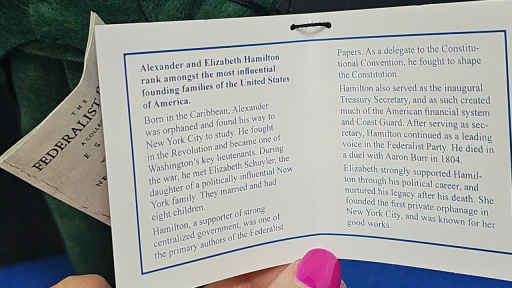 THE
FEDERALIST
Alexander and Elizabeth Hamilton
rank amongst the most influential
founding families of the United States
of America.
Born in the Caribbean, Alexander
was orphaned and found his way to
New York City to study. He fought
in the Revolution and became one of
Washington's key lieutenants. During
the war, he met Elizabeth Schuyler, the
daughter of a politically influential New
York family. They married and had
eight children.
Hamilton, a supporter of strong
centralized government, was one of
the primary authors of the Federalist
Papers. As a delegate to the Constitu-
tional Convention, he fought to shape
the Constitution.
Hamilton also served as the inaugural
Treasury Secretary, and as such created
much of the American financial system
and Coast Guard. After serving as sec-
retary, Hamilton continued as a leading
voice in the Federalist Party. He died in
a duel with Aaron Burr in 1804.
Elizabeth strongly supported Hamil-
ton through his political career, and
nurtured his legacy after his death. She
founded the first private orphanage in
New York City, and was known for her
good works.